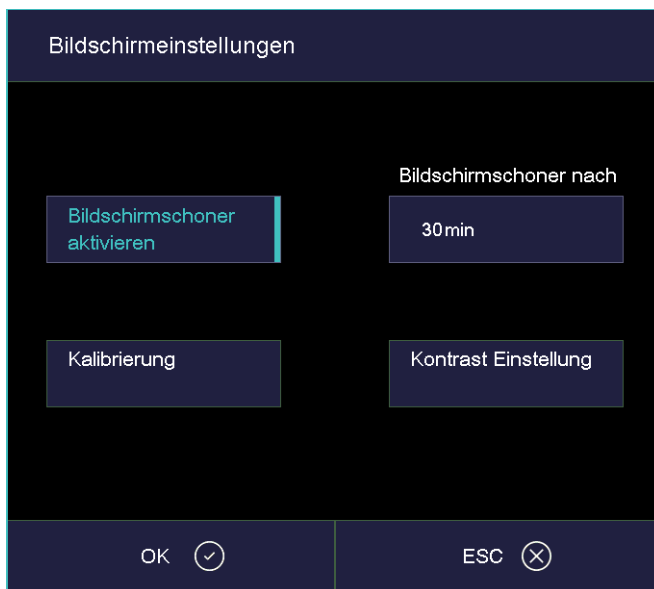 Bildschirmeinstellungen
Bildschirmschoner nach
Bildschirmschoner
aktivieren
30 min
Kalibrierung
Kontrast Einstellung
OK
ESC